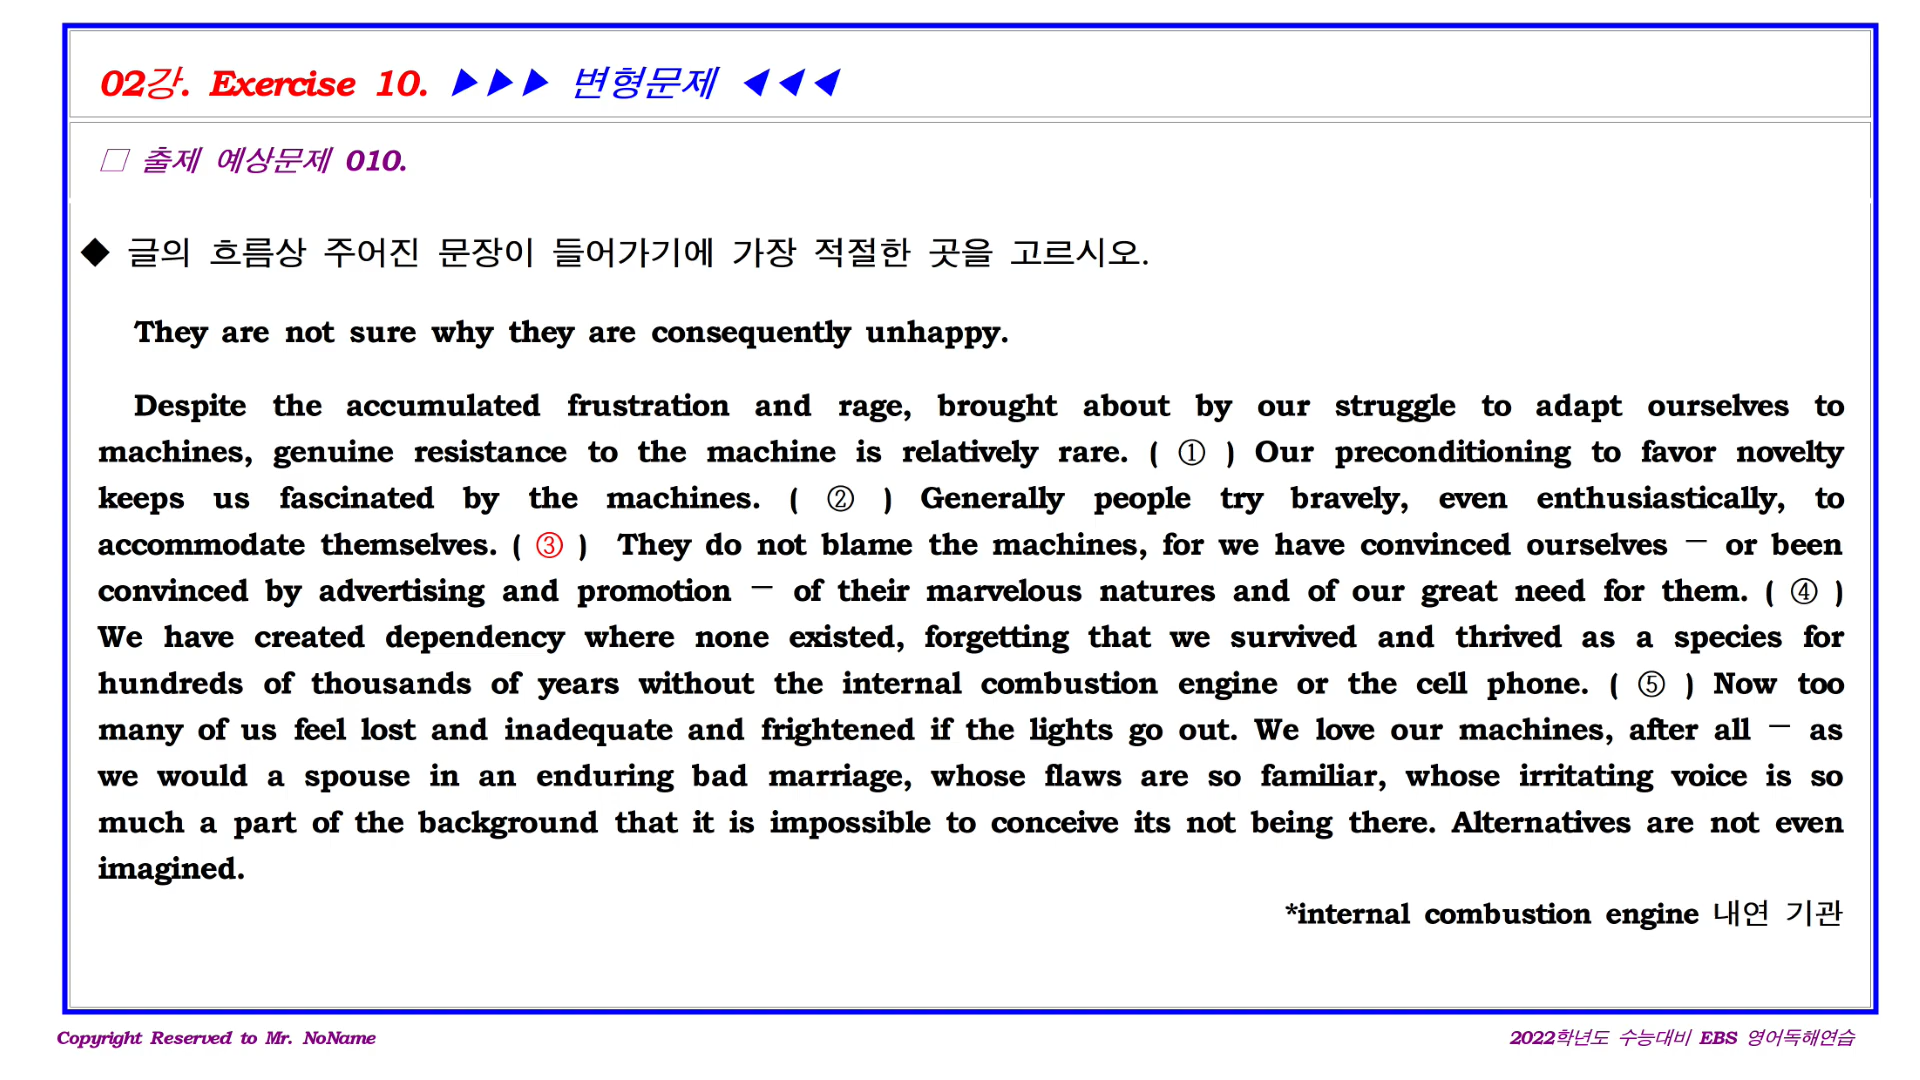 02강. Exercise 10. ▶▶▶ 변형문제 ◀◀◀
□ 출제 예상문제 010.
◆ 글의 흐름상 주어진 문장이 들어가기에 가장 적절한 곳을 고르시오.
They are not sure why they are consequently unhappy.
Despite the accumulated frustration and rage, brought about by our struggle to adapt ourselves to
machines, genuine resistance to the machine is relatively rare. ( ① ) Our preconditioning to favor novelty
keeps us fascinated by the machines. ( ② ) Generally people try bravely, even enthusiastically, to
accommodate themselves. ( ③ ) They do not blame the machines, for we have convinced ourselves — or been
convinced by advertising and promotion — of their marvelous natures and of our great need for them. ( ④ )
We have created dependency where none existed, forgetting that we survived and thrived as a species for
hundreds of thousands of years without the internal combustion engine or the cell phone. ( ⑤ ) Now too
many of us feel lost and inadequate and frightened if the lights go out. We love our machines, after all — as
we would a spouse in an enduring bad marriage, whose flaws are so familiar, whose irritating voice is so
much a part of the background that it is impossible to conceive its not being there. Alternatives are not even
imagined.
*internal combustion engine 내연 기관
Copyright Reserved to Mr. NoName
2022학년도 수능대비 EBS 영어독해연습